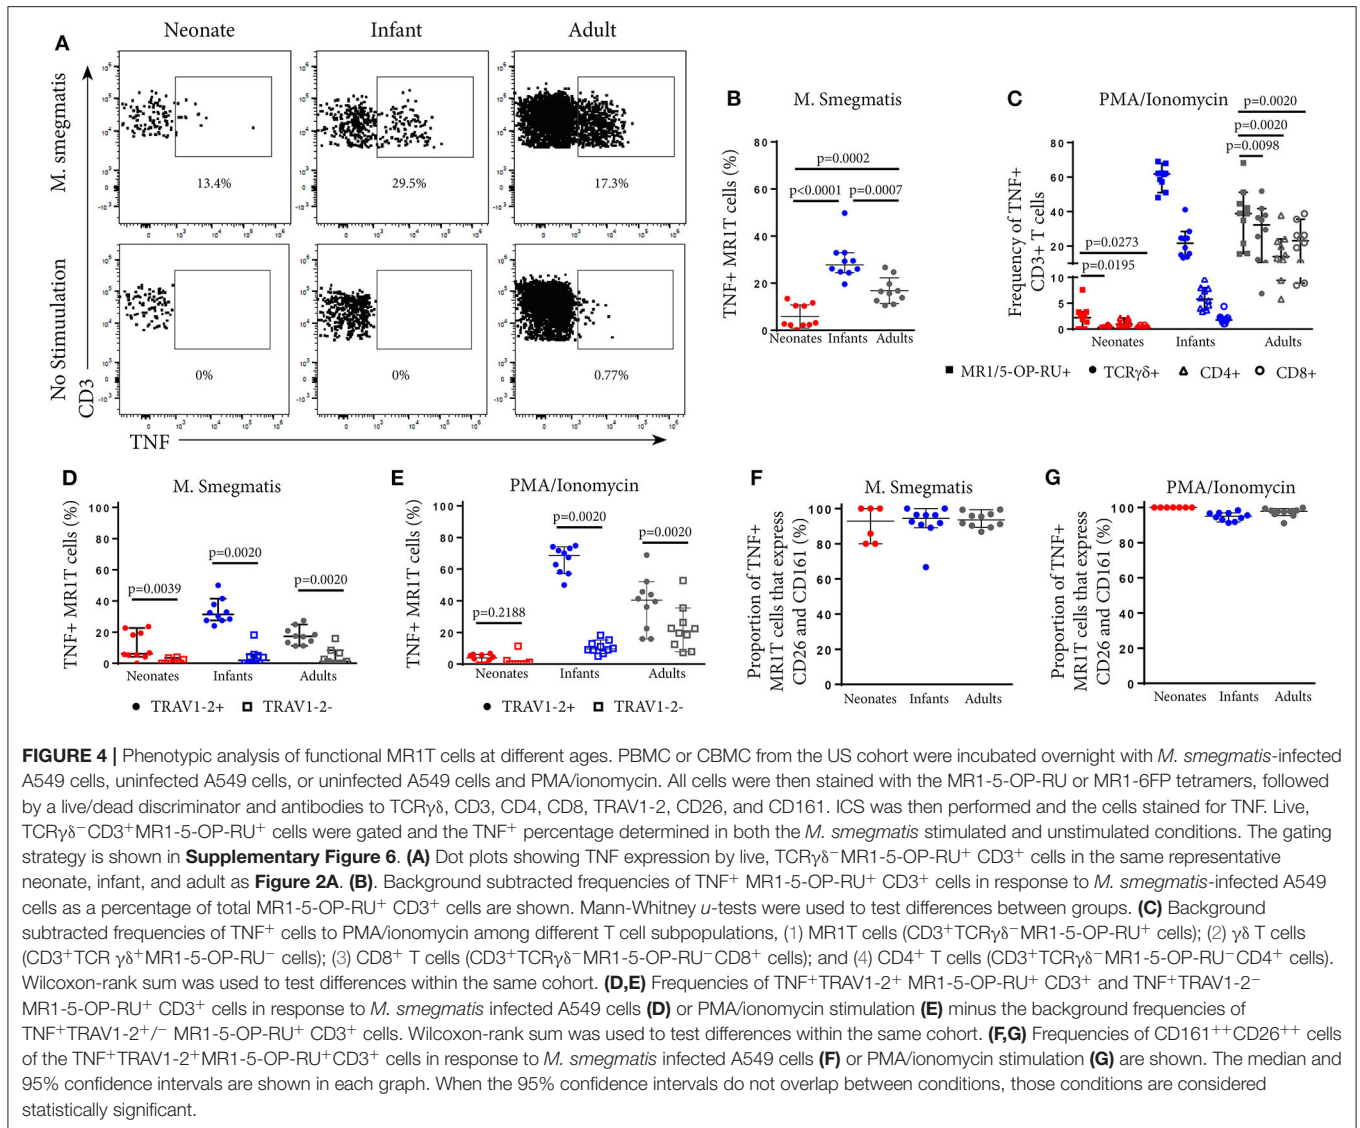 A
Neonate
Infant
Adult
M. smegmatis
No Stimulation
CD3
TNF
10⁶
10⁵
10⁴
10³
0
-10³
13.4%
29.5%
17.3%
0%
0%
0.77%
0 10³ 10⁴ 10⁵ 10⁶
B
M. Smegmatis
TNF+ MR1T cells (%)
80
60
40
20
0
p=0.0002
p<0.0001
p=0.0007
Neonates Infants Adults
C
PMA/Ionomycin
Frequency of TNF+
CD3+ T cells
80
60
40
20
10
5
0
p=0.0020
p=0.0020
p=0.0098
p=0.0273
p=0.0195
Neonates Infants Adults
MR1/5-OP-RU+ TCRγδ+ CD4+ CD8+
D
M. Smegmatis
TNF+ MR1T cells (%)
100
80
60
40
20
0
p=0.0039
p=0.0020
p=0.0020
Neonates Infants Adults
TRAV1-2+ TRAV1-2-
E
PMA/Ionomycin
TNF+ MR1T cells (%)
100
80
60
40
20
0
p=0.2188
p=0.0020
p=0.0020
Neonates Infants Adults
TRAV1-2+ TRAV1-2-
F
M. Smegmatis
Proportion of TNF+
MR1T cells that express
CD26 and CD161 (%)
100
80
60
40
20
0
Neonates Infants Adults
G
PMA/Ionomycin
Proportion of TNF+
MR1T cells that express
CD26 and CD161 (%)
100
80
60
40
20
0
Neonates Infants Adults
FIGURE 4 | Phenotypic analysis of functional MR1T cells at different ages. PBMC or CBMC from the US cohort were incubated overnight with M. smegmatis-infected
A549 cells, uninfected A549 cells, or uninfected A549 cells and PMA/ionomycin. All cells were then stained with the MR1-5-OP-RU or MR1-6FP tetramers, followed
by a live/dead discriminator and antibodies to TCRγδ, CD3, CD4, CD8, TRAV1-2, CD26, and CD161. ICS was then performed and the cells stained for TNF. Live,
TCRγδ⁻CD3⁺MR1-5-OP-RU⁺ cells were gated and the TNF⁺ percentage determined in both the M. smegmatis stimulated and unstimulated conditions. The gating
strategy is shown in Supplementary Figure 6. (A) Dot plots showing TNF expression by live, TCRγδ⁻MR1-5-OP-RU⁺ CD3⁺ cells in the same representative
neonate, infant, and adult as Figure 2A. (B). Background subtracted frequencies of TNF⁺ MR1-5-OP-RU⁺ CD3⁺ cells in response to M. smegmatis-infected A549
cells as a percentage of total MR1-5-OP-RU⁺ CD3⁺ cells are shown. Mann-Whitney u-tests were used to test differences between groups. (C) Background
subtracted frequencies of TNF⁺ cells to PMA/ionomycin among different T cell subpopulations, (1) MR1T cells (CD3⁺TCRγδ⁻MR1-5-OP-RU⁺ cells); (2) γδ T cells
(CD3⁺TCR γδ⁺MR1-5-OP-RU⁻ cells); (3) CD8⁺ T cells (CD3⁺TCRγδ⁻MR1-5-OP-RU⁻CD8⁺ cells); and (4) CD4⁺ T cells (CD3⁺TCRγδ⁻MR1-5-OP-RU⁻CD4⁺ cells).
Wilcoxon-rank sum was used to test differences within the same cohort. (D,E) Frequencies of TNF⁺TRAV1-2⁺ MR1-5-OP-RU⁺ CD3⁺ and TNF⁺TRAV1-2⁻
MR1-5-OP-RU⁺ CD3⁺ cells in response to M. smegmatis infected A549 cells (D) or PMA/ionomycin stimulation (E) minus the background frequencies of
TNF⁺TRAV1-2⁺/⁻ MR1-5-OP-RU⁺ CD3⁺ cells. Wilcoxon-rank sum was used to test differences within the same cohort. (F,G) Frequencies of CD161⁺⁺CD26⁺⁺ cells
of the TNF⁺TRAV1-2⁺MR1-5-OP-RU⁺CD3⁺ cells in response to M. smegmatis infected A549 cells (F) or PMA/ionomycin stimulation (G) are shown. The median and
95% confidence intervals are shown in each graph. When the 95% confidence intervals do not overlap between conditions, those conditions are considered
statistically significant.